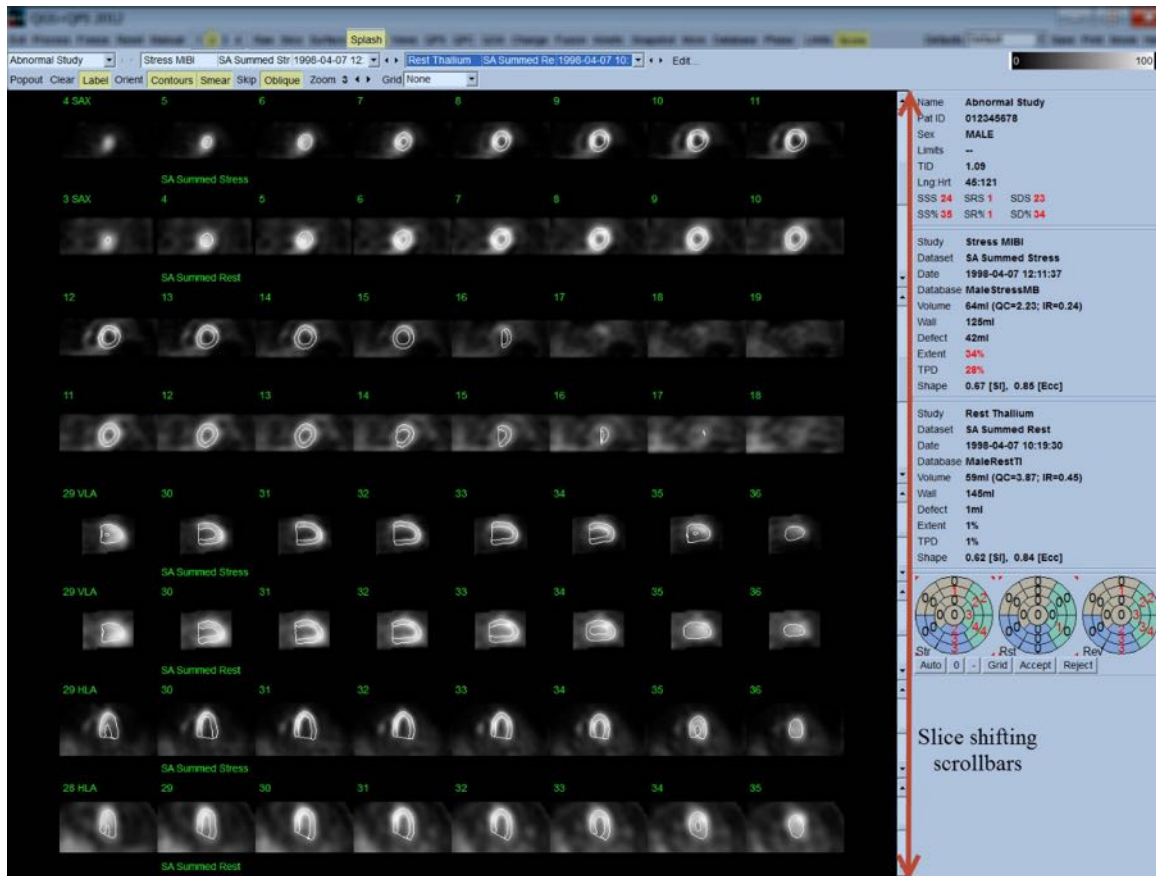 QGS+QPS 2012
Splash
Abnormal Study Stress MIBI SA Summed Str 1998-04-07 12: Rest Thallium SA Summed Re 1998-04-07 10: Edit...
0 100
Popout Clear Label Orient Contours Smear Skip Oblique Zoom 3 Grid None
4 SAX 5 6 7 8 9 10 11
SA Summed Stress
3 SAX 4 5 6 7 8 9 10
SA Summed Rest
12 13 14 15 16 17 18 19
11 12 13 14 15 16 17 18
29 VLA 30 31 32 33 34 35 36
SA Summed Stress
29 VLA 30 31 32 33 34 35 36
SA Summed Rest
29 HLA 30 31 32 33 34 35 36
SA Summed Stress
28 HLA 29 30 31 32 33 34 35
SA Summed Rest
Name Abnormal Study
Pat ID 012345678
Sex MALE
Limits --
TID 1.09
Lng:Hrt 45:121
SSS 24 SRS 1 SDS 23
SS% 35 SR% 1 SD% 34
Study Stress MIBI
Dataset SA Summed Stress
Date 1998-04-07 12:11:37
Database MaleStressMB
Volume 64ml (QC=2.23; IR=0.24)
Wall 125ml
Defect 42ml
Extent 34%
TPD 28%
Shape 0.67 [SI], 0.85 [Ecc]
Study Rest Thallium
Dataset SA Summed Rest
Date 1998-04-07 10:19:30
Database MaleRestTl
Volume 59ml (QC=3.87; IR=0.45)
Wall 145ml
Defect 1ml
Extent 1%
TPD 1%
Shape 0.62 [SI], 0.84 [Ecc]
Str Rst Rev
Auto 0 - Grid Accept Reject
Slice shifting
scrollbars